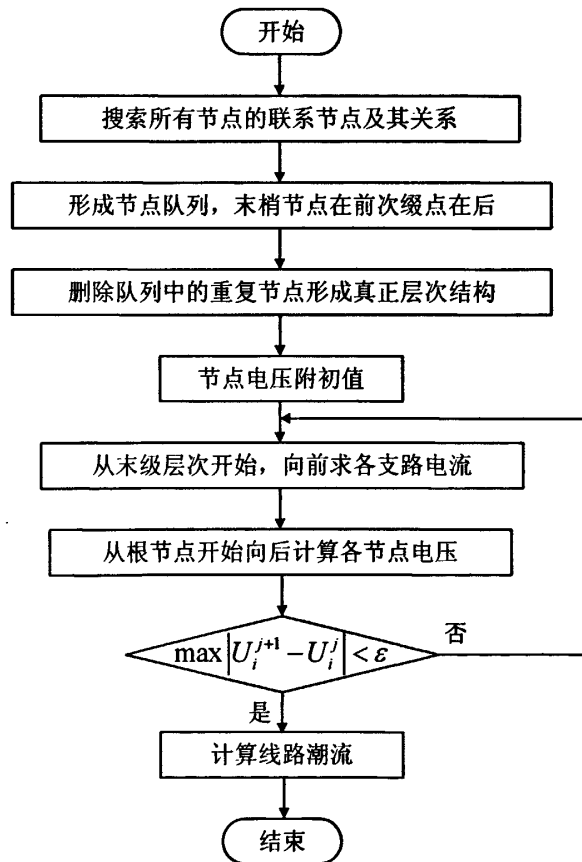 开始
搜索所有节点的联系节点及其关系
形成节点队列，末梢节点在前次缀点在后
删除队列中的重复节点形成真正层次结构
节点电压附初值
从末级层次开始，向前求各支路电流
从根节点开始向后计算各节点电压
max|U_i^{j+1} - U_i^j| < ε
否
是
计算线路潮流
结束